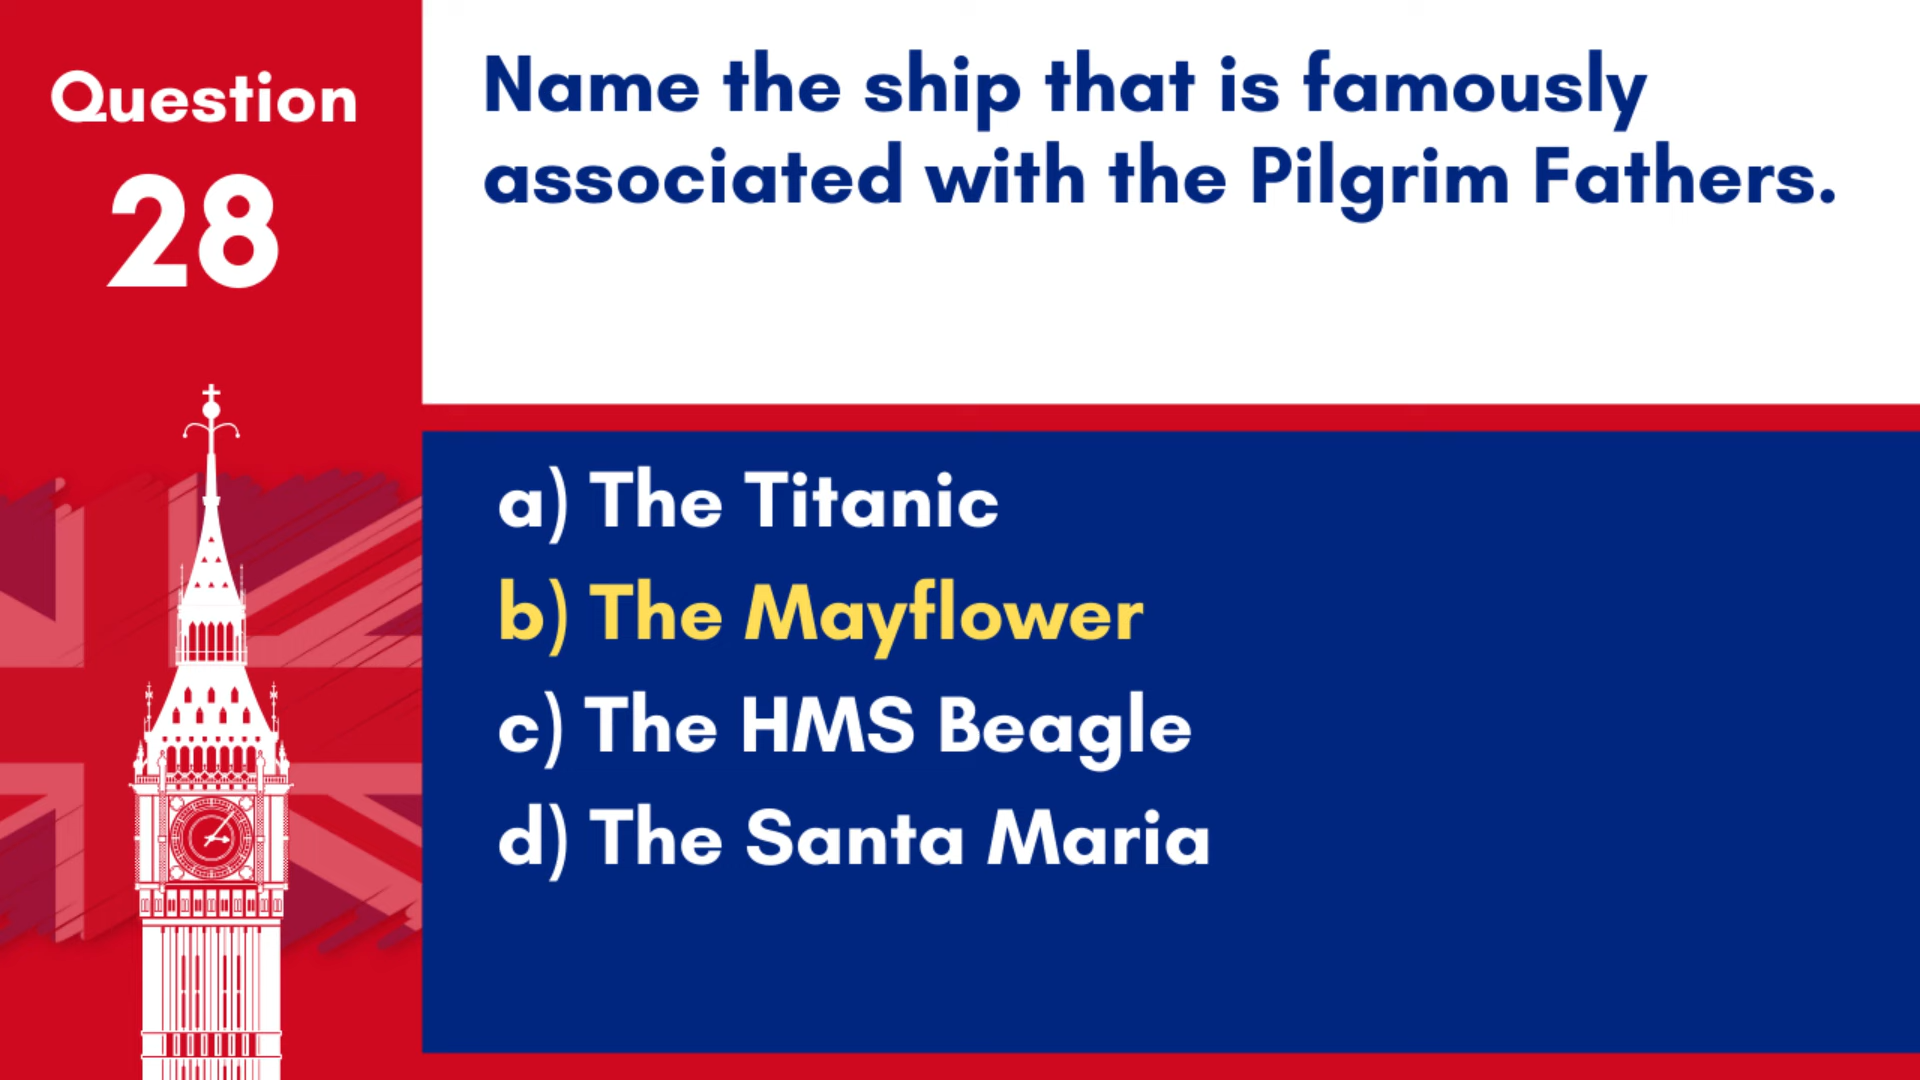 Question
28
Name the ship that is famously
associated with the Pilgrim Fathers.
a) The Titanic
b) The Mayflower
c) The HMS Beagle
d) The Santa Maria